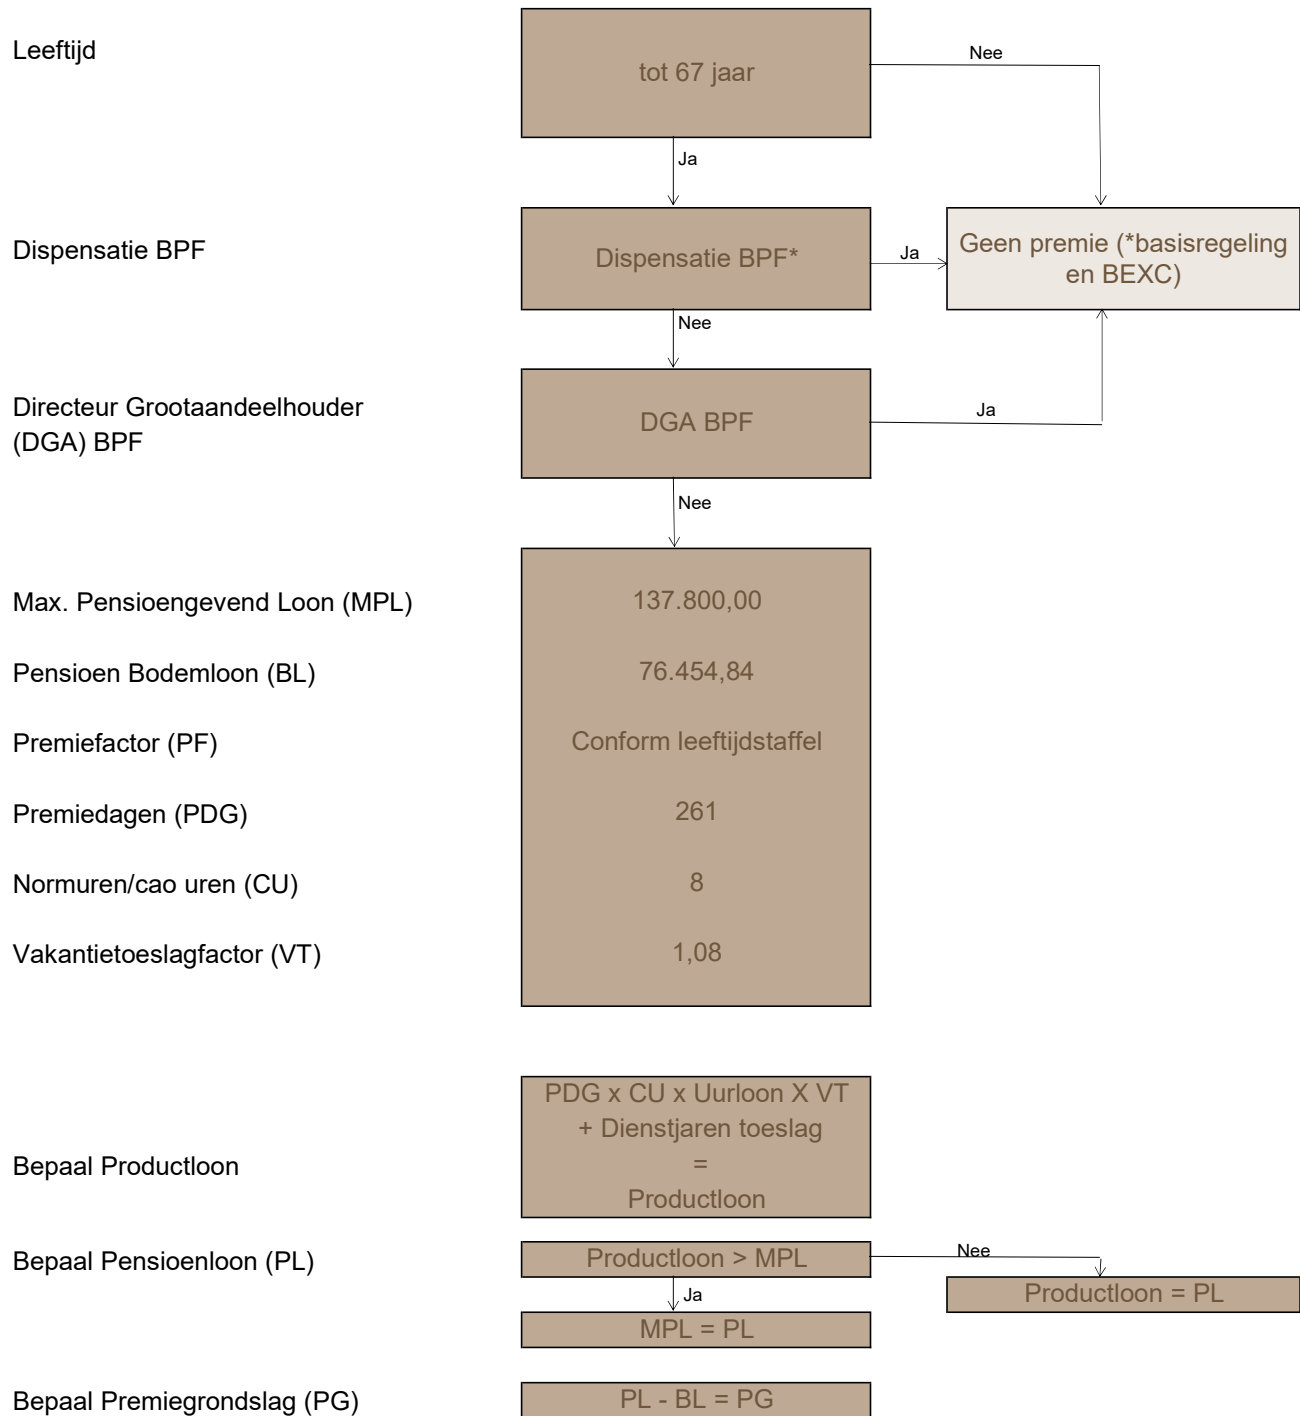 Leeftijd
tot 67 jaar
Nee
Ja
Dispensatie BPF
Dispensatie BPF*
Ja
Geen premie (*basisregeling
en BEXC)
Nee
Directeur Grootaandeelhouder
(DGA) BPF
DGA BPF
Ja
Nee
Max. Pensioengevend Loon (MPL)
137.800,00
Pensioen Bodemloon (BL)
76.454,84
Premiefactor (PF)
Conform leeftijdstaffel
Premiedagen (PDG)
261
Normuren/cao uren (CU)
8
Vakantietoeslagfactor (VT)
1,08
Bepaal Productloon
PDG x CU x Uurloon X VT
+ Dienstjaren toeslag
=
Productloon
Bepaal Pensioenloon (PL)
Productloon > MPL
Nee
Ja
Productloon = PL
MPL = PL
Bepaal Premiegrondslag (PG)
PL - BL = PG